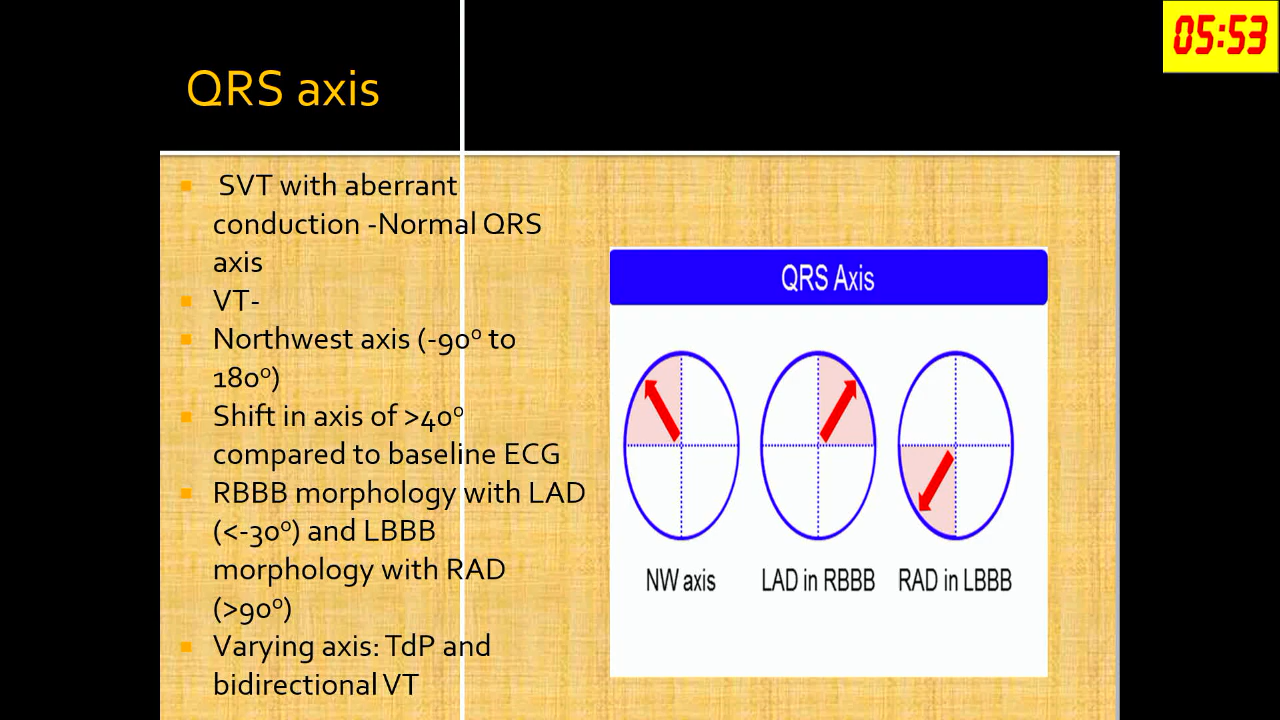 05:53
QRS axis
SVT with aberrant
conduction -Normal QRS
axis
VT-
Northwest axis (-90º to
180º)
Shift in axis of >40º
compared to baseline ECG
RBBB morphology with LAD
(<-30º) and LBBB
morphology with RAD
(>90º)
Varying axis: TdP and
bidirectional VT
QRS Axis
NW axis
LAD in RBBB
RAD in LBBB